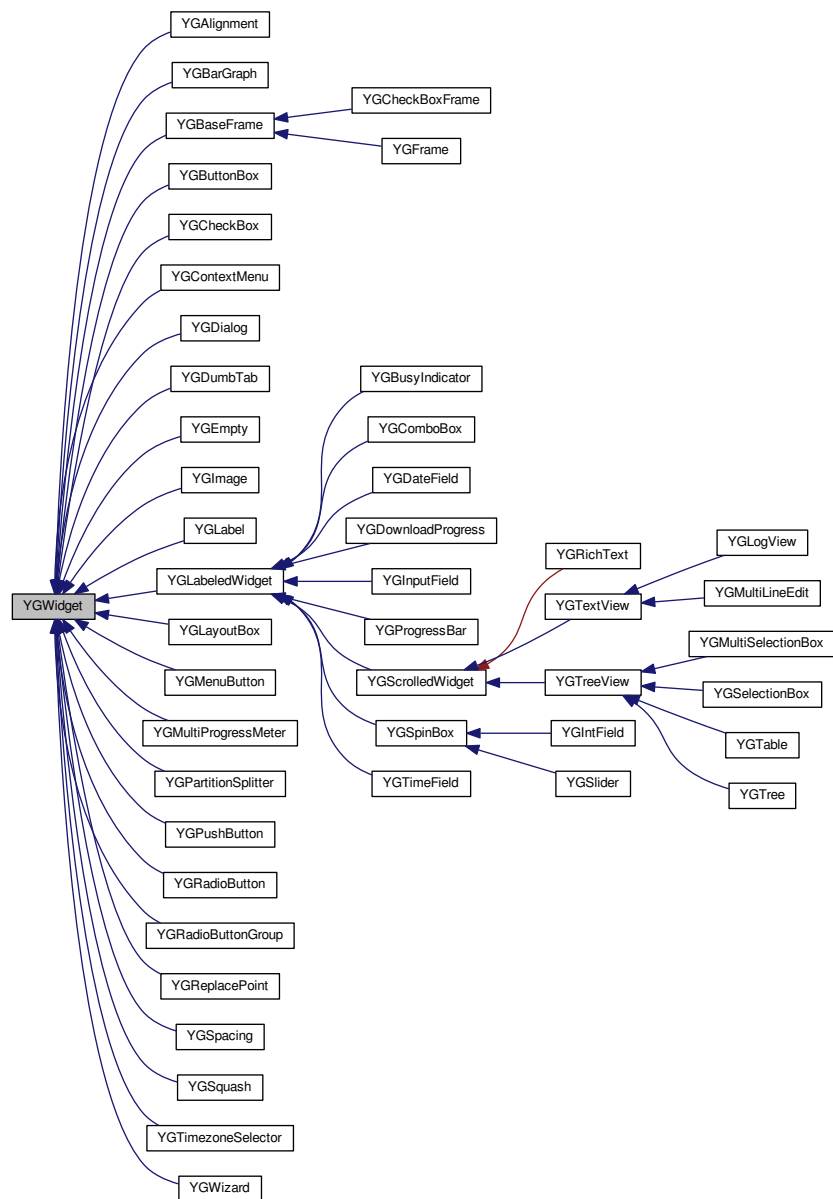 YGAlignment
YGBarGraph
YGBaseFrame
YGCheckBoxFrame
YGFrame
YGButtonBox
YGCheckBox
YGContextMenu
YGDialog
YGDumbTab
YGEmpty
YGImage
YGLabel
YGLabeledWidget
YGBusyIndicator
YGComboBox
YGDateField
YGDownloadProgress
YGInputField
YGProgressBar
YGScrolledWidget
YGRichText
YGTextView
YGLogView
YGMultiLineEdit
YGTreeView
YGMultiSelectionBox
YGSelectionBox
YGTable
YGTree
YGSpinBox
YGIntField
YGSlider
YGTimeField
YGWidget
YGLayoutBox
YGMenuButton
YGMultiProgressMeter
YGPartitionSplitter
YGPushButton
YGRadioButton
YGRadioButtonGroup
YGReplacePoint
YGSpacing
YGSquash
YGTimezoneSelector
YGWizard